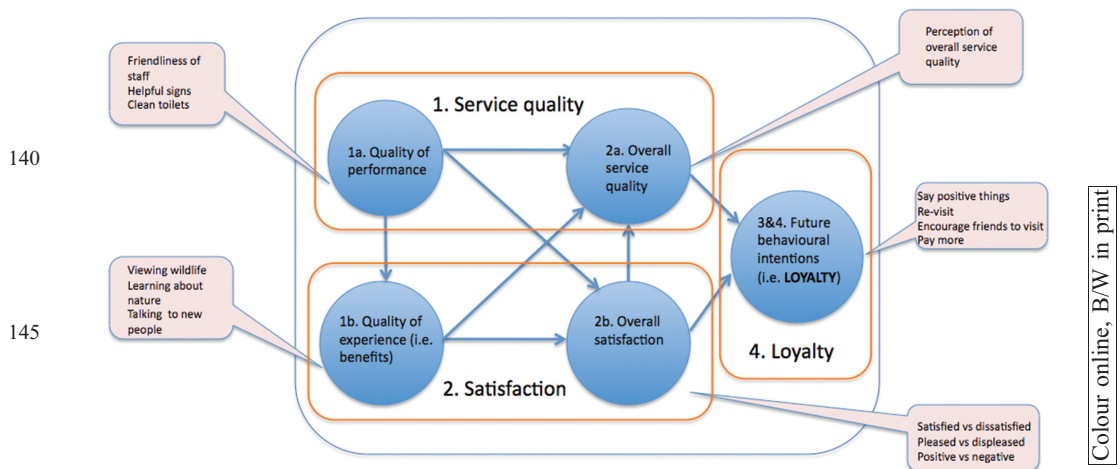 Friendliness of
staff
Helpful signs
Clean toilets
Perception of
overall service
quality
1. Service quality
140
1a. Quality of
performance
2a. Overall
service
quality
Say positive things
Re-visit
Encourage friends to visit
Pay more
3&4. Future
behavioural
intentions
(i.e. LOYALTY)
Viewing wildlife
Learning about
nature
Talking to new
people
145
1b. Quality of
experience (i.e.
benefits)
2b. Overall
satisfaction
4. Loyalty
2. Satisfaction
Satisfied vs dissatisfied
Pleased vs displeased
Positive vs negative
Colour online, B/W in print